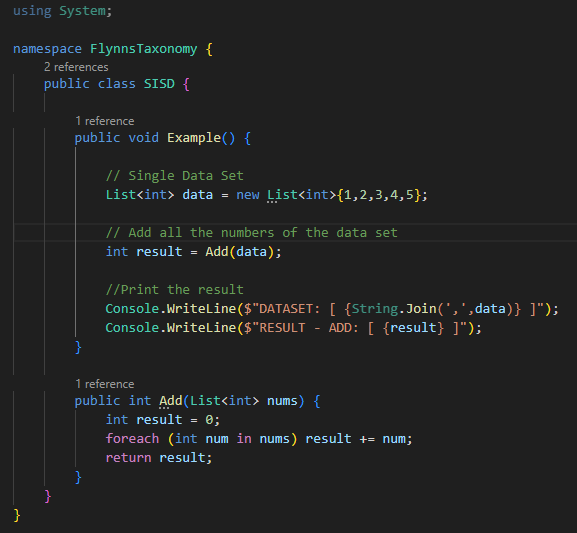 using System;
namespace FlynnsTaxonomy {
2 references
public class SISD {
1 reference
public void Example() {
// Single Data Set
List<int> data = new List<int>{1,2,3,4,5};
// Add all the numbers of the data set
int result = Add(data);
//Print the result
Console.WriteLine($"DATASET: [ {String.Join(',',data)} ]");
Console.WriteLine($"RESULT - ADD: [ {result} ]");
}
1 reference
public int Add(List<int> nums) {
int result = 0;
foreach (int num in nums) result += num;
return result;
}
}
}